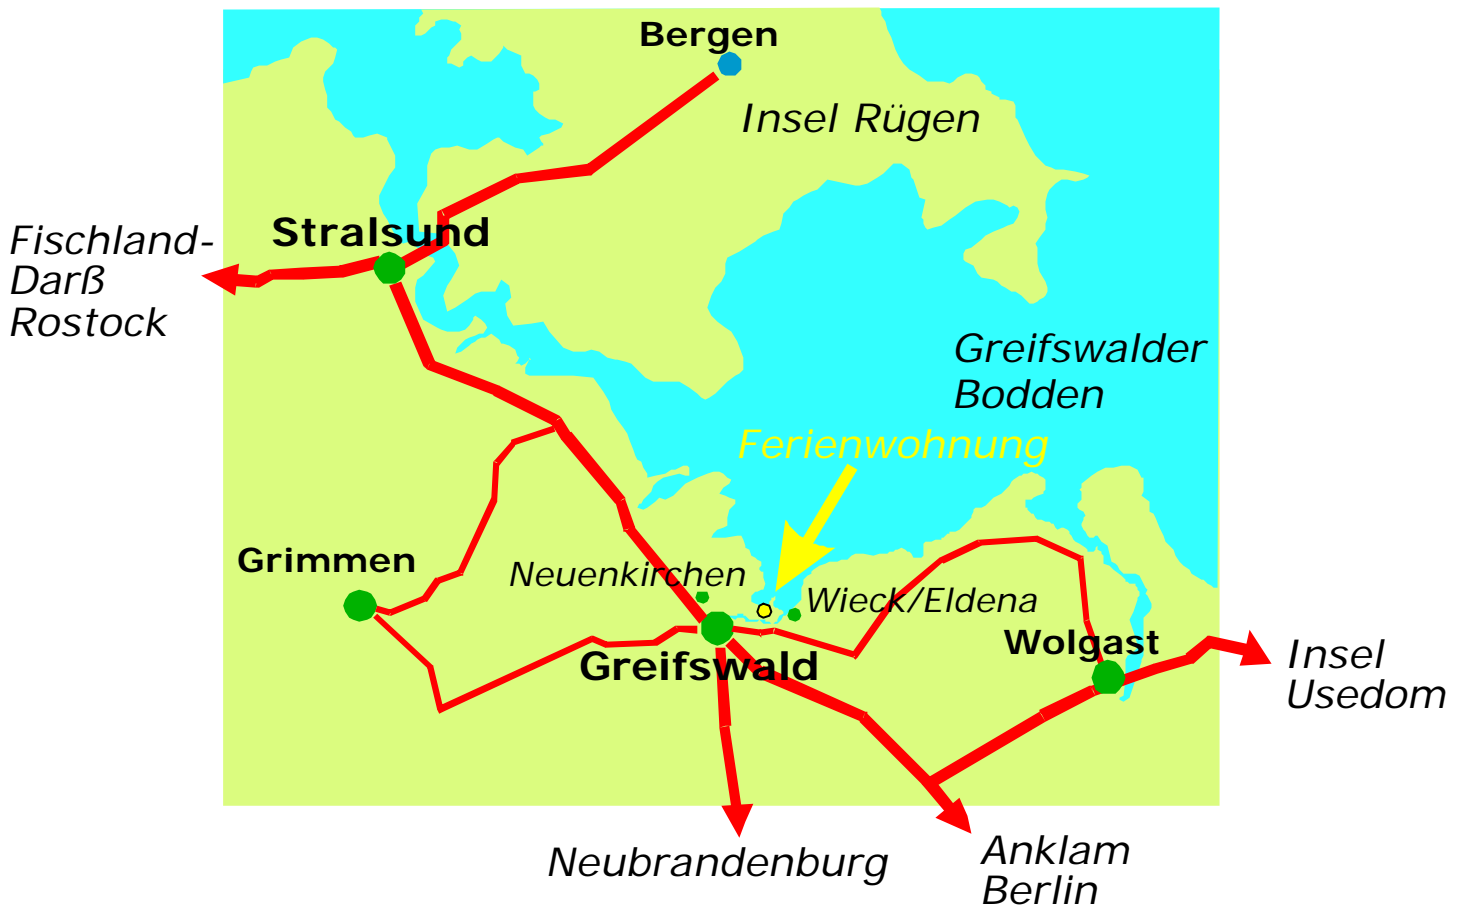 Bergen
Insel Rügen
Stralsund
Fischland-
Darß
Rostock
Greifswalder
Bodden
Ferienwohnung
Grimmen
Neuenkirchen
Wieck/Eldena
Wolgast
Greifswald
Insel
Usedom
Neubrandenburg
Anklam
Berlin